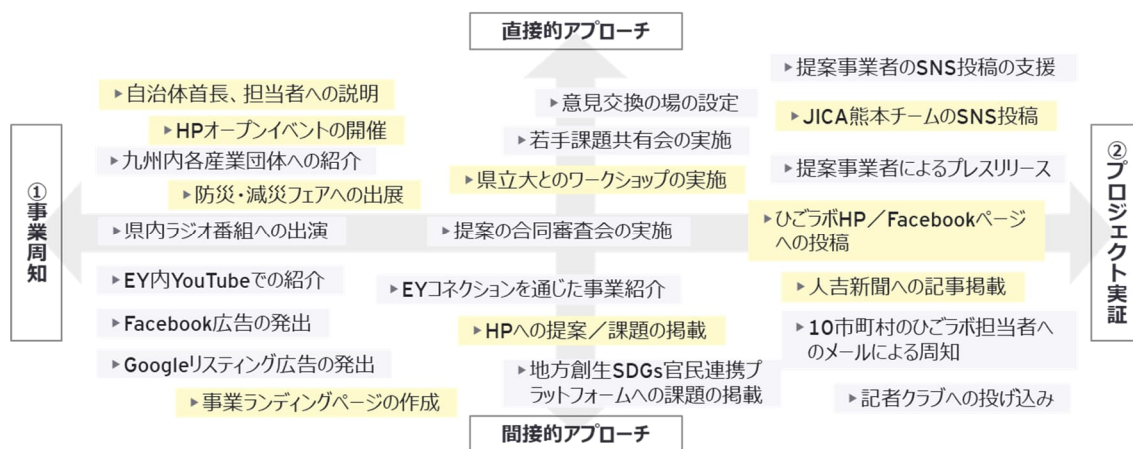 直接的アプローチ
▶自治体首長、担当者への説明
▶HPオープンイベントの開催
▶九州内各産業団体への紹介
▶防災・減災フェアへの出展
▶県内ラジオ番組への出演
▶意見交換の場の設定
▶若手課題共有会の実施
▶県立大とのワークショップの実施
▶提案の合同審査会の実施
▶提案事業者のSNS投稿の支援
▶JICA熊本チームのSNS投稿
▶提案事業者によるプレスリリース
▶ひごラボHP／Facebookページ
への投稿
①事業周知
②プロジェクト実証
▶EY内YouTubeでの紹介
▶Facebook広告の発出
▶Googleリスティング広告の発出
▶事業ランディングページの作成
▶EYコネクションを通じた事業紹介
▶HPへの提案／課題の掲載
▶地方創生SDGs官民連携プ
ラットフォームへの課題の掲載
▶人吉新聞への記事掲載
▶10市町村のひごラボ担当者へ
のメールによる周知
▶記者クラブへの投げ込み
間接的アプローチ